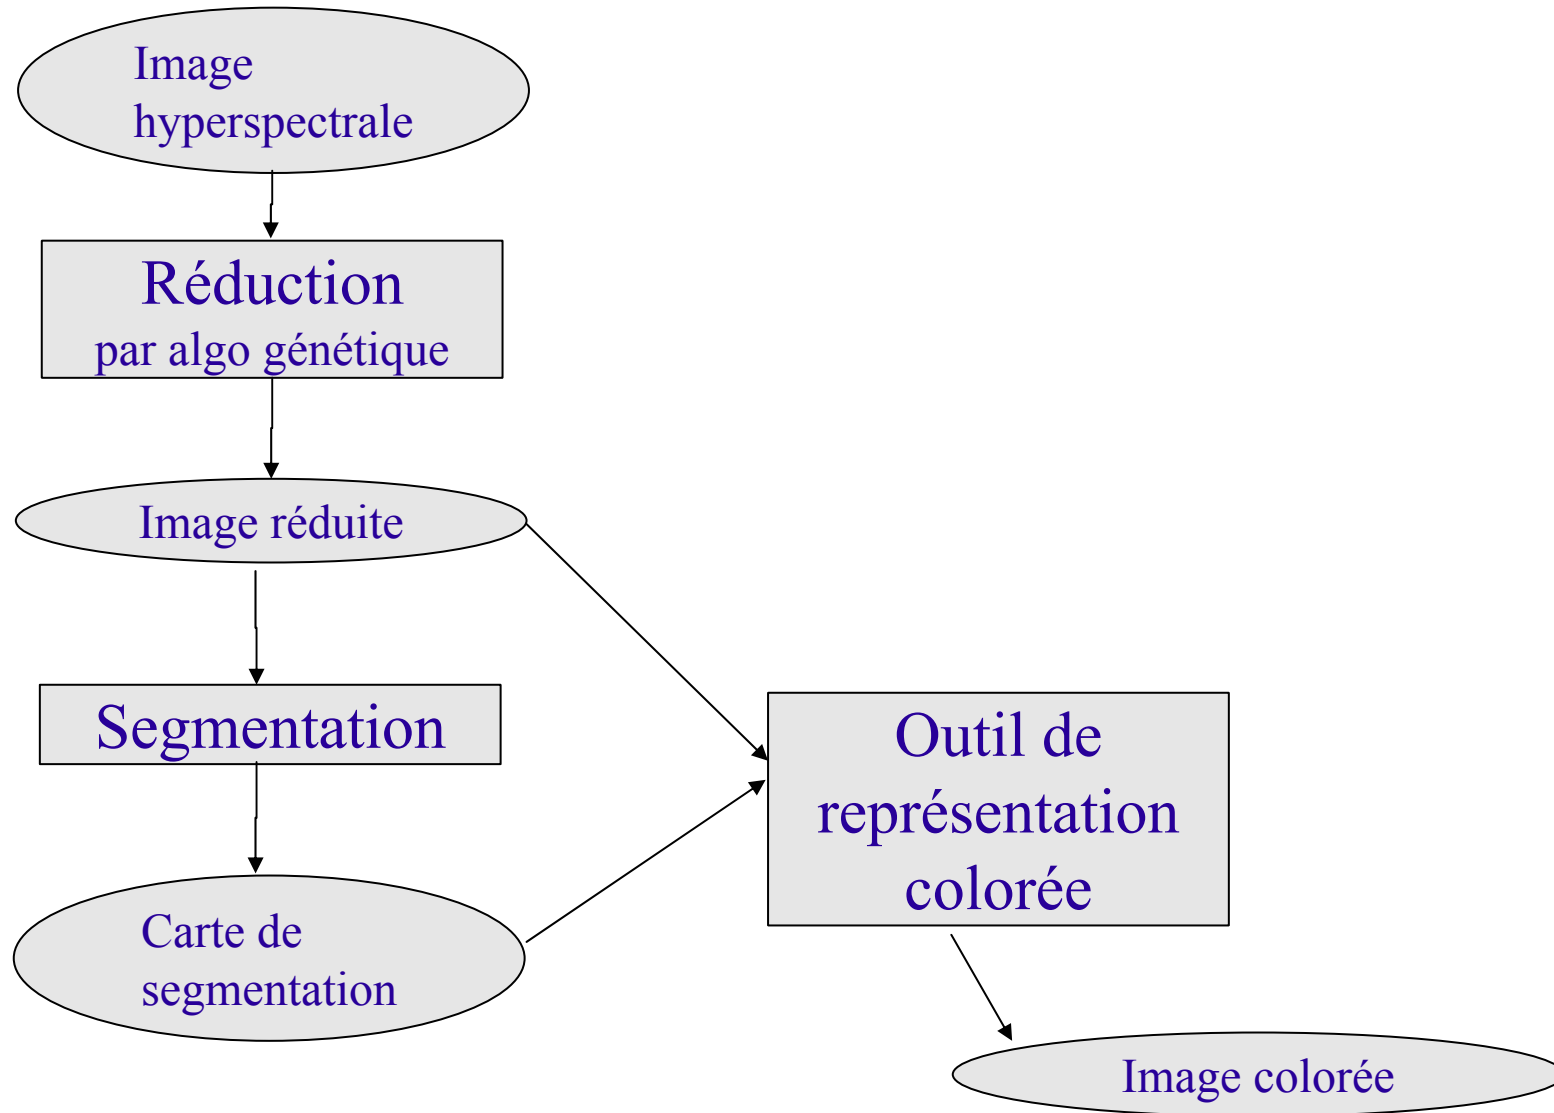 Image
hyperspectrale
Réduction
par algo génétique
Image réduite
Segmentation
Carte de
segmentation
Outil de
représentation
colorée
Image colorée